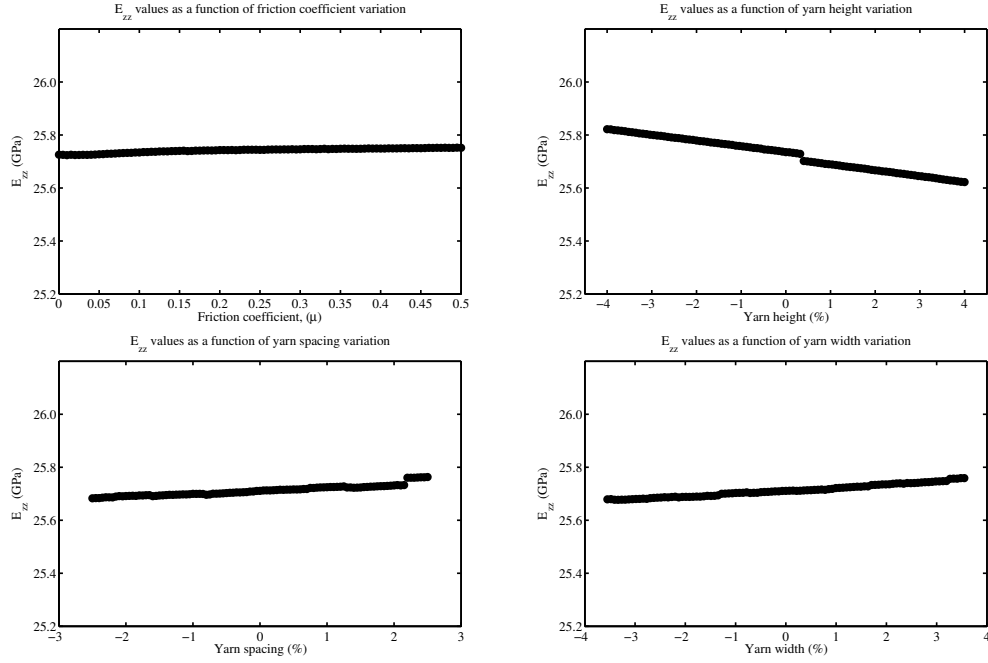 E_zz values as a function of friction coefficient variation
26.0
25.8
25.6
25.4
25.2
E_zz (GPa)
0 0.05 0.1 0.15 0.2 0.25 0.3 0.35 0.4 0.45 0.5
Friction coefficient, (μ)
E_zz values as a function of yarn height variation
26.0
25.8
25.6
25.4
25.2
E_zz (GPa)
−4 −3 −2 −1 0 1 2 3 4
Yarn height (%)
E_zz values as a function of yarn spacing variation
26.0
25.8
25.6
25.4
25.2
E_zz (GPa)
−3 −2 −1 0 1 2 3
Yarn spacing (%)
E_zz values as a function of yarn width variation
26.0
25.8
25.6
25.4
25.2
E_zz (GPa)
−4 −3 −2 −1 0 1 2 3 4
Yarn width (%)